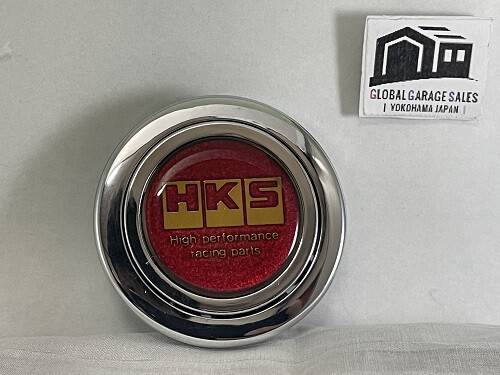 HKS
High performance
racing parts
GLOBAL GARAGE SALES
| YOKOHAMA JAPAN |